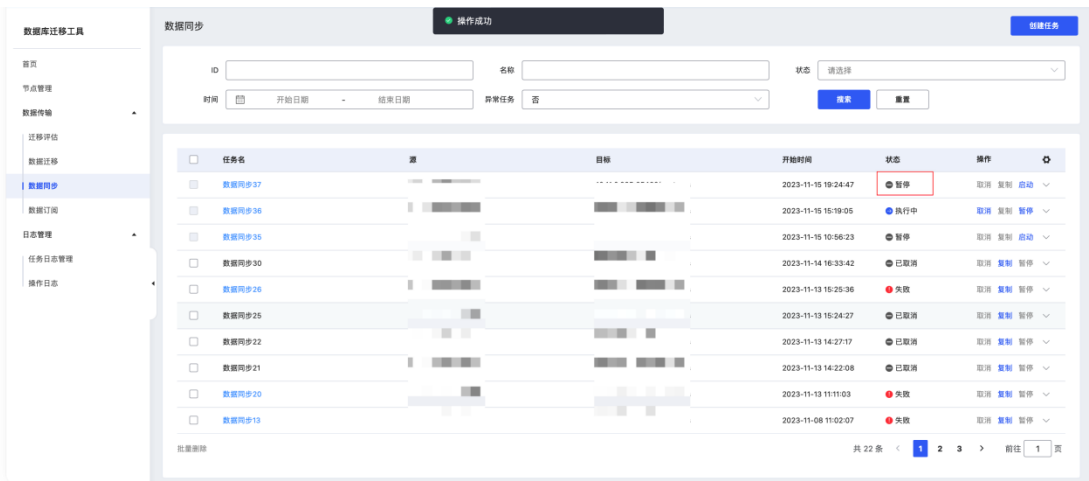 操作成功
数据库迁移工具
首页
节点管理
数据传输
迁移评估
数据迁移
数据同步
数据订阅
日志管理
任务日志管理
操作日志
数据同步 创建任务
ID 名称 状态 请选择
时间 开始日期 - 结束日期 异常任务 否 搜索 重置
任务名 源 目标 开始时间 状态 操作
数据同步37 2023-11-15 19:24:47 暂停 取消 复制 启动
数据同步36 2023-11-15 15:19:05 执行中 取消 复制 暂停
数据同步35 2023-11-15 10:56:23 暂停 取消 复制 启动
数据同步30 2023-11-14 16:33:42 已取消 取消 复制 暂停
数据同步26 2023-11-13 15:25:36 失败 取消 复制 暂停
数据同步25 2023-11-13 15:24:27 已取消 取消 复制 暂停
数据同步22 2023-11-13 14:27:17 已取消 取消 复制 暂停
数据同步21 2023-11-13 14:22:08 已取消 取消 复制 暂停
数据同步20 2023-11-13 11:11:03 失败 取消 复制 暂停
数据同步13 2023-11-08 11:02:07 失败 取消 复制 暂停
批量删除 共 22 条 < 1 2 3 > 前往 1 页